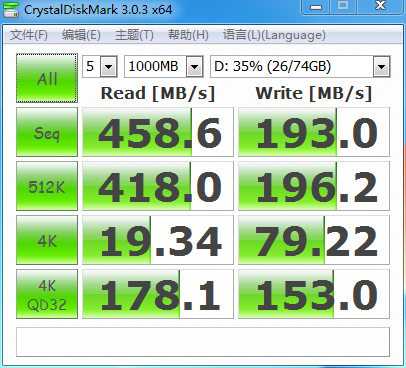 CrystalDiskMark 3.0.3 x64
文件(F) 编辑(E) 主题(T) 帮助(H) 语言(L)(Language)
All 5 1000MB D: 35% (26/74GB)
Read [MB/s] Write [MB/s]
Seq 458.6 193.0
512K 418.0 196.2
4K 19.34 79.22
4K
QD32 178.1 153.0